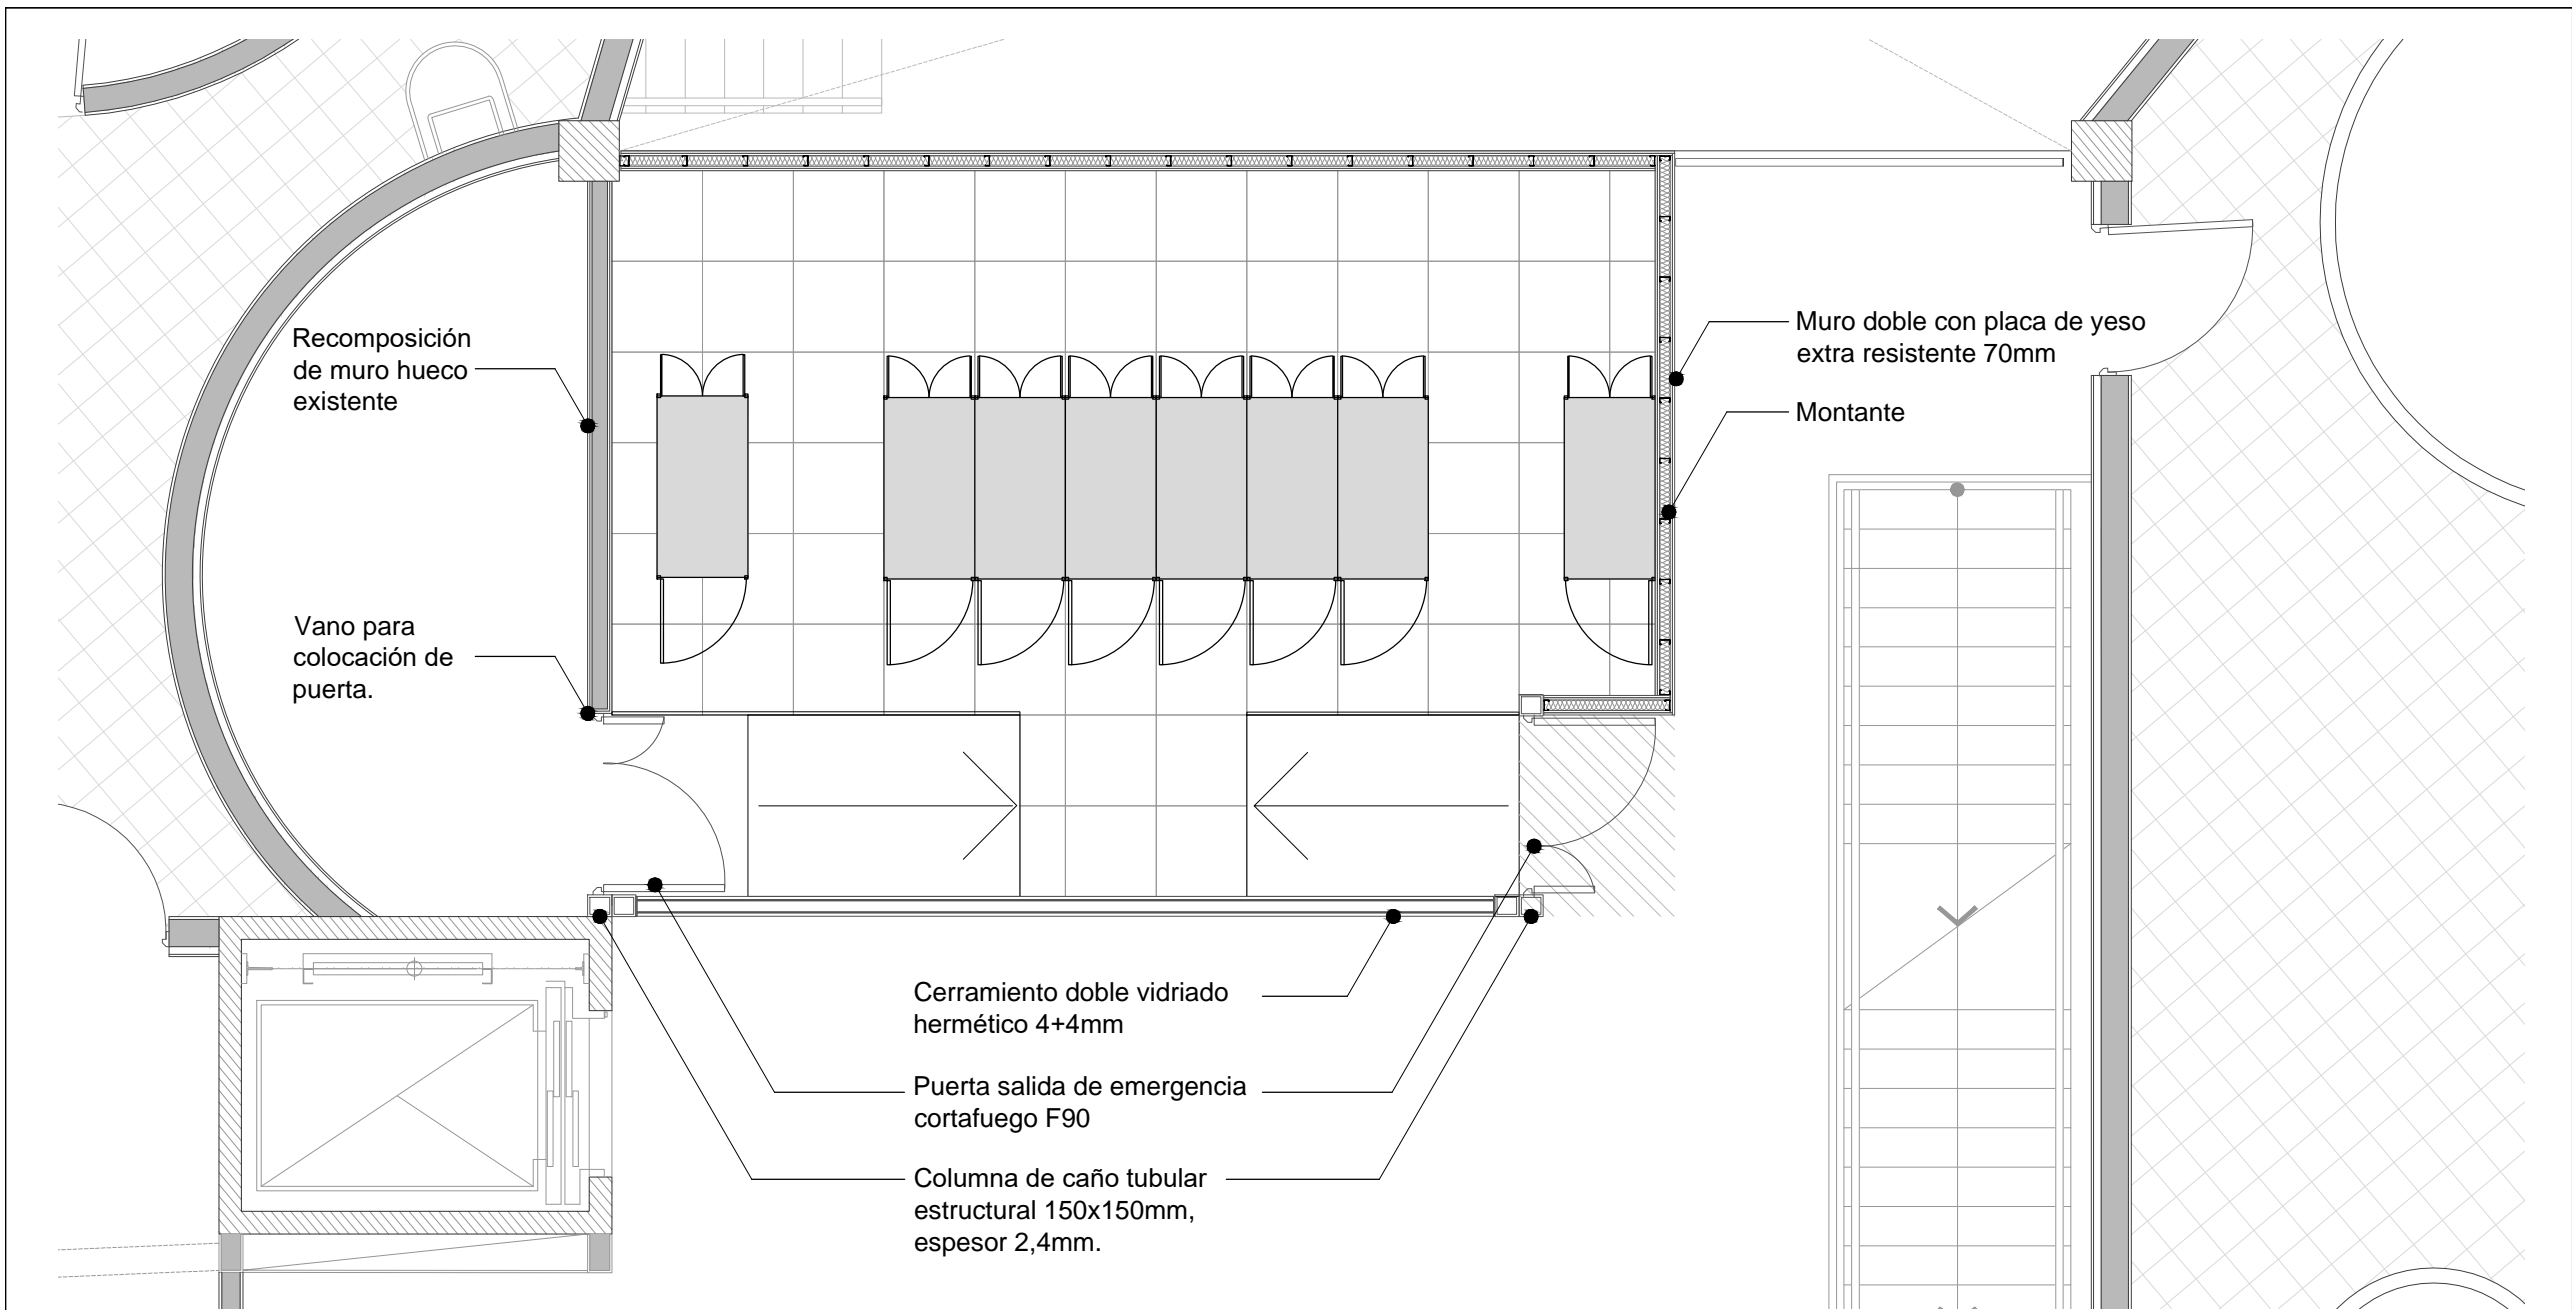 Recomposición
de muro hueco
existente
Muro doble con placa de yeso
extra resistente 70mm
Montante
Vano para
colocación de
puerta.
Cerramiento doble vidriado
hermético 4+4mm
Puerta salida de emergencia
cortafuego F90
Columna de caño tubular
estructural 150x150mm,
espesor 2,4mm.